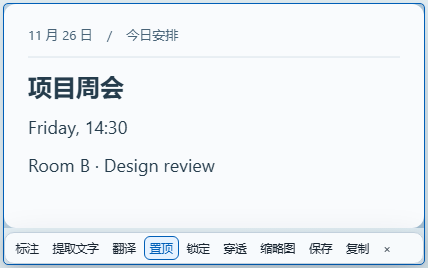 11 月 26 日 / 今日安排
项目周会
Friday, 14:30
Room B · Design review
标注 提取文字 翻译 置顶 锁定 穿透 缩略图 保存 复制 ×